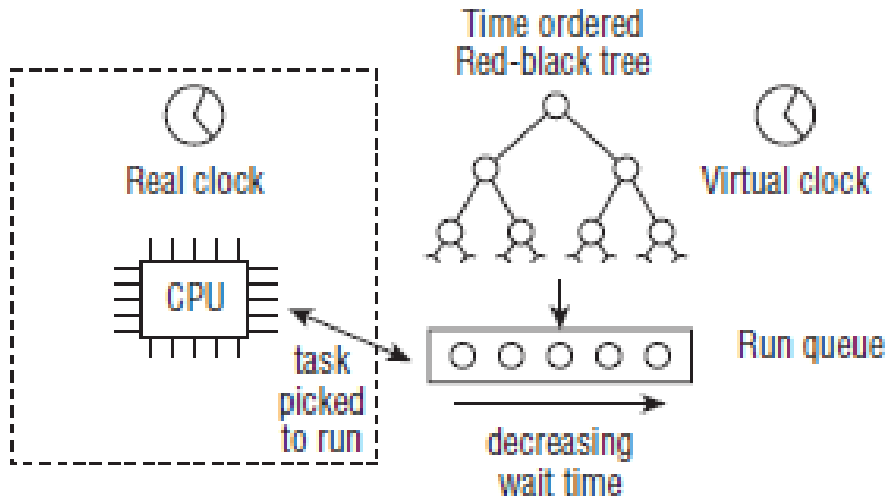 Time ordered
Red-black tree
Real clock
Virtual clock
CPU
Run queue
task
picked
to run
decreasing
wait time